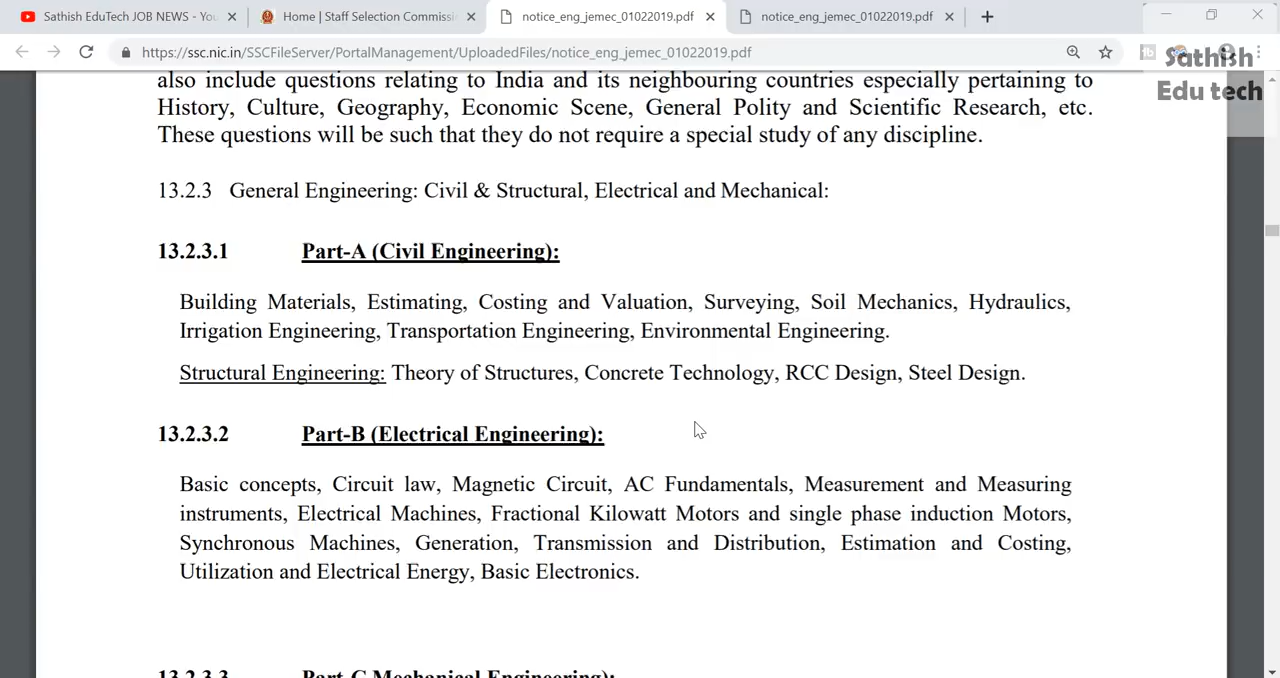 Sathish EduTech JOB NEWS - You
Home | Staff Selection Commissi
notice_eng_jemec_01022019.pdf
notice_eng_jemec_01022019.pdf
https://ssc.nic.in/SSCFileServer/PortalManagement/UploadedFiles/notice_eng_jemec_01022019.pdf
Sathish
Edu tech
also include questions relating to India and its neighbouring countries especially pertaining to
History, Culture, Geography, Economic Scene, General Polity and Scientific Research, etc.
These questions will be such that they do not require a special study of any discipline.
13.2.3 General Engineering: Civil & Structural, Electrical and Mechanical:
13.2.3.1 Part-A (Civil Engineering):
Building Materials, Estimating, Costing and Valuation, Surveying, Soil Mechanics, Hydraulics,
Irrigation Engineering, Transportation Engineering, Environmental Engineering.
Structural Engineering: Theory of Structures, Concrete Technology, RCC Design, Steel Design.
13.2.3.2 Part-B (Electrical Engineering):
Basic concepts, Circuit law, Magnetic Circuit, AC Fundamentals, Measurement and Measuring
instruments, Electrical Machines, Fractional Kilowatt Motors and single phase induction Motors,
Synchronous Machines, Generation, Transmission and Distribution, Estimation and Costing,
Utilization and Electrical Energy, Basic Electronics.
13.2.3.3 Part-C Mechanical Engineering):